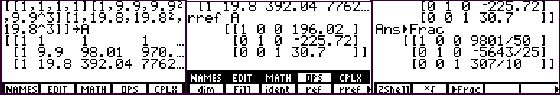 [[1,1,1,1][1,9.9,9.9²
,9.9^3][1,19.8,19.8²,
19.8^3]]→A
[[1 1 1 …
[1 9.9 98.01 970.…
[1 19.8 392.04 7762…
NAMES EDIT MATH OPS CPLX
[1 19.8 392.04 7762…
rref A
[[1 0 0 196.02 ]
[0 1 0 -225.72]
[0 0 1 30.7 ]]
NAMES EDIT MATH OPS CPLX
dim Fill ident ref rref
[0 1 0 -225.72]
[0 0 1 30.7 ]]
Ans▶Frac
[[1 0 0 9801/50 ]
[0 1 0 -5643/25]
[0 0 1 307/10 ]]
ZShell *f ▶Frac